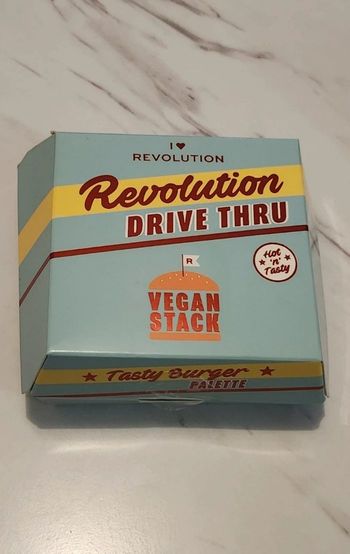 I ♥
REVOLUTION
Revolution
DRIVE THRU
Hot
'n'
Tasty
R
VEGAN
STACK
★ Tasty Burger ★
PALETTE